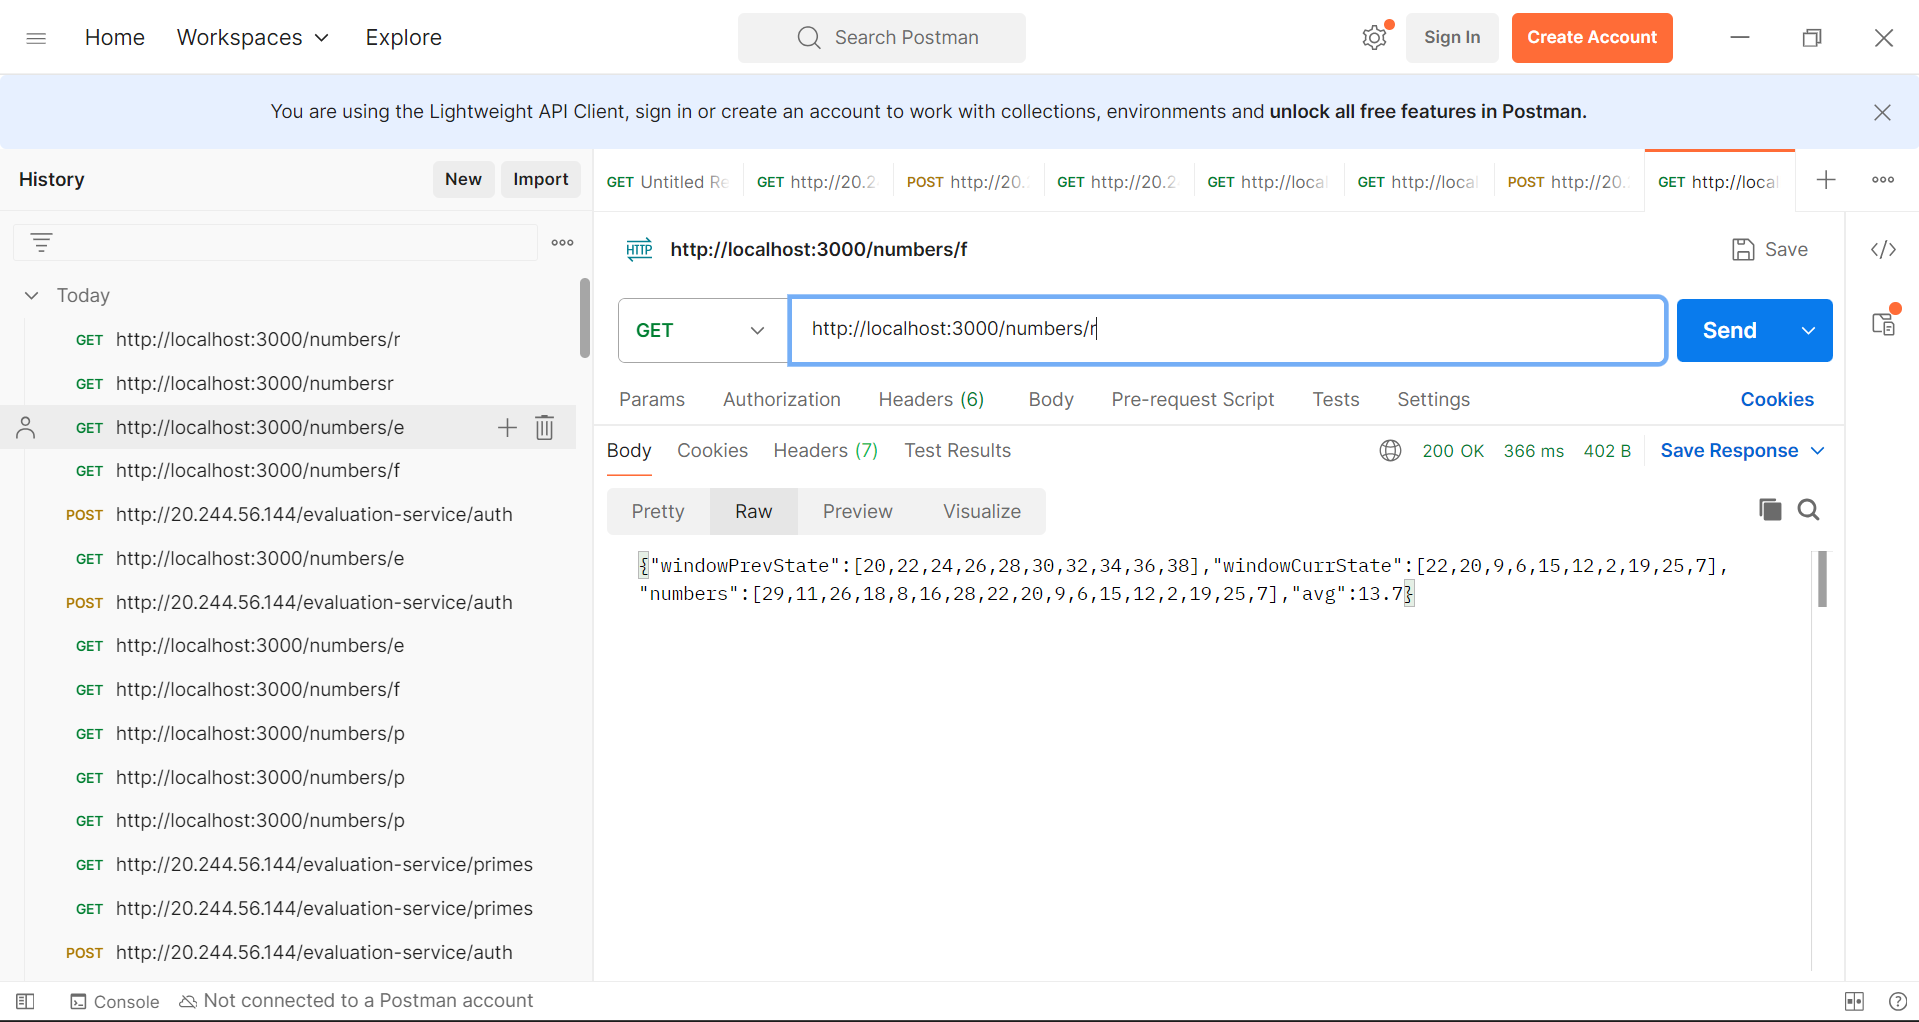 Home Workspaces Explore Search Postman Sign In Create Account
You are using the Lightweight API Client, sign in or create an account to work with collections, environments and unlock all free features in Postman.
History New Import
GET Untitled Re GET http://20.2 POST http://20. GET http://20.2 GET http://local GET http://local POST http://20. GET http://local
HTTP http://localhost:3000/numbers/f Save </>
Today
GET http://localhost:3000/numbers/r
GET http://localhost:3000/numbersr
GET http://localhost:3000/numbers/e
GET http://localhost:3000/numbers/f
POST http://20.244.56.144/evaluation-service/auth
GET http://localhost:3000/numbers/e
POST http://20.244.56.144/evaluation-service/auth
GET http://localhost:3000/numbers/e
GET http://localhost:3000/numbers/f
GET http://localhost:3000/numbers/p
GET http://localhost:3000/numbers/p
GET http://localhost:3000/numbers/p
GET http://20.244.56.144/evaluation-service/primes
GET http://20.244.56.144/evaluation-service/primes
POST http://20.244.56.144/evaluation-service/auth
GET http://localhost:3000/numbers/r Send
Params Authorization Headers (6) Body Pre-request Script Tests Settings Cookies
Body Cookies Headers (7) Test Results 200 OK 366 ms 402 B Save Response
Pretty Raw Preview Visualize
{"windowPrevState":[20,22,24,26,28,30,32,34,36,38],"windowCurrState":[22,20,9,6,15,12,2,19,25,7],
"numbers":[29,11,26,18,8,16,28,22,20,9,6,15,12,2,19,25,7],"avg":13.7}
Console Not connected to a Postman account